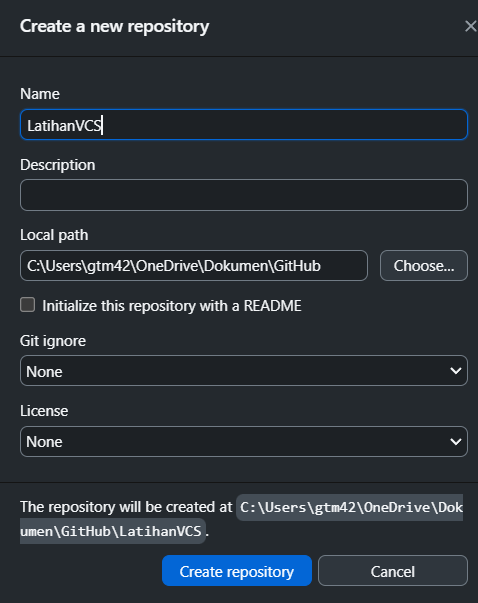 Create a new repository
Name
LatihanVCS
Description
Local path
C:\Users\gtm42\OneDrive\Dokumen\GitHub
Choose...
Initialize this repository with a README
Git ignore
None
License
None
The repository will be created at C:\Users\gtm42\OneDrive\Dok
umen\GitHub\LatihanVCS.
Create repository
Cancel